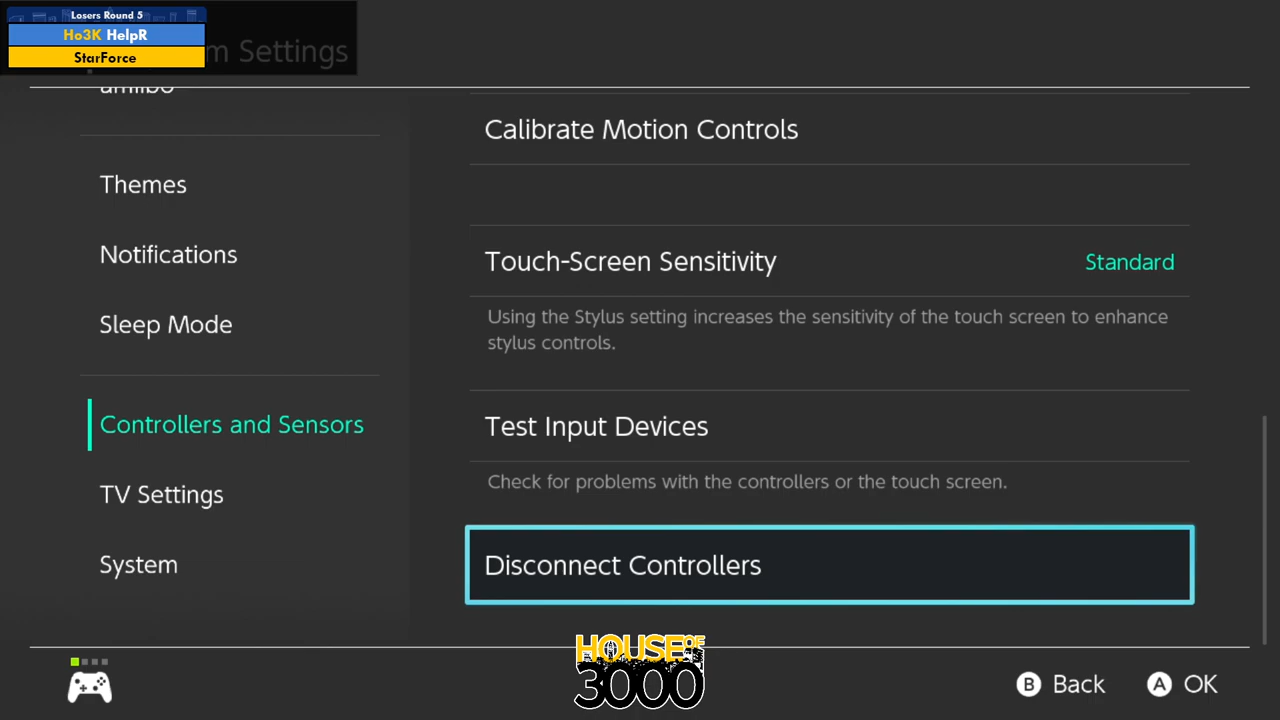 Losers Round 5
Ho3K HelpR
StarForce
m Settings
amiibo
Themes
Notifications
Sleep Mode
Controllers and Sensors
TV Settings
System
Calibrate Motion Controls
Touch-Screen Sensitivity Standard
Using the Stylus setting increases the sensitivity of the touch screen to enhance
stylus controls.
Test Input Devices
Check for problems with the controllers or the touch screen.
Disconnect Controllers
HOUSE OF
3000
B Back A OK